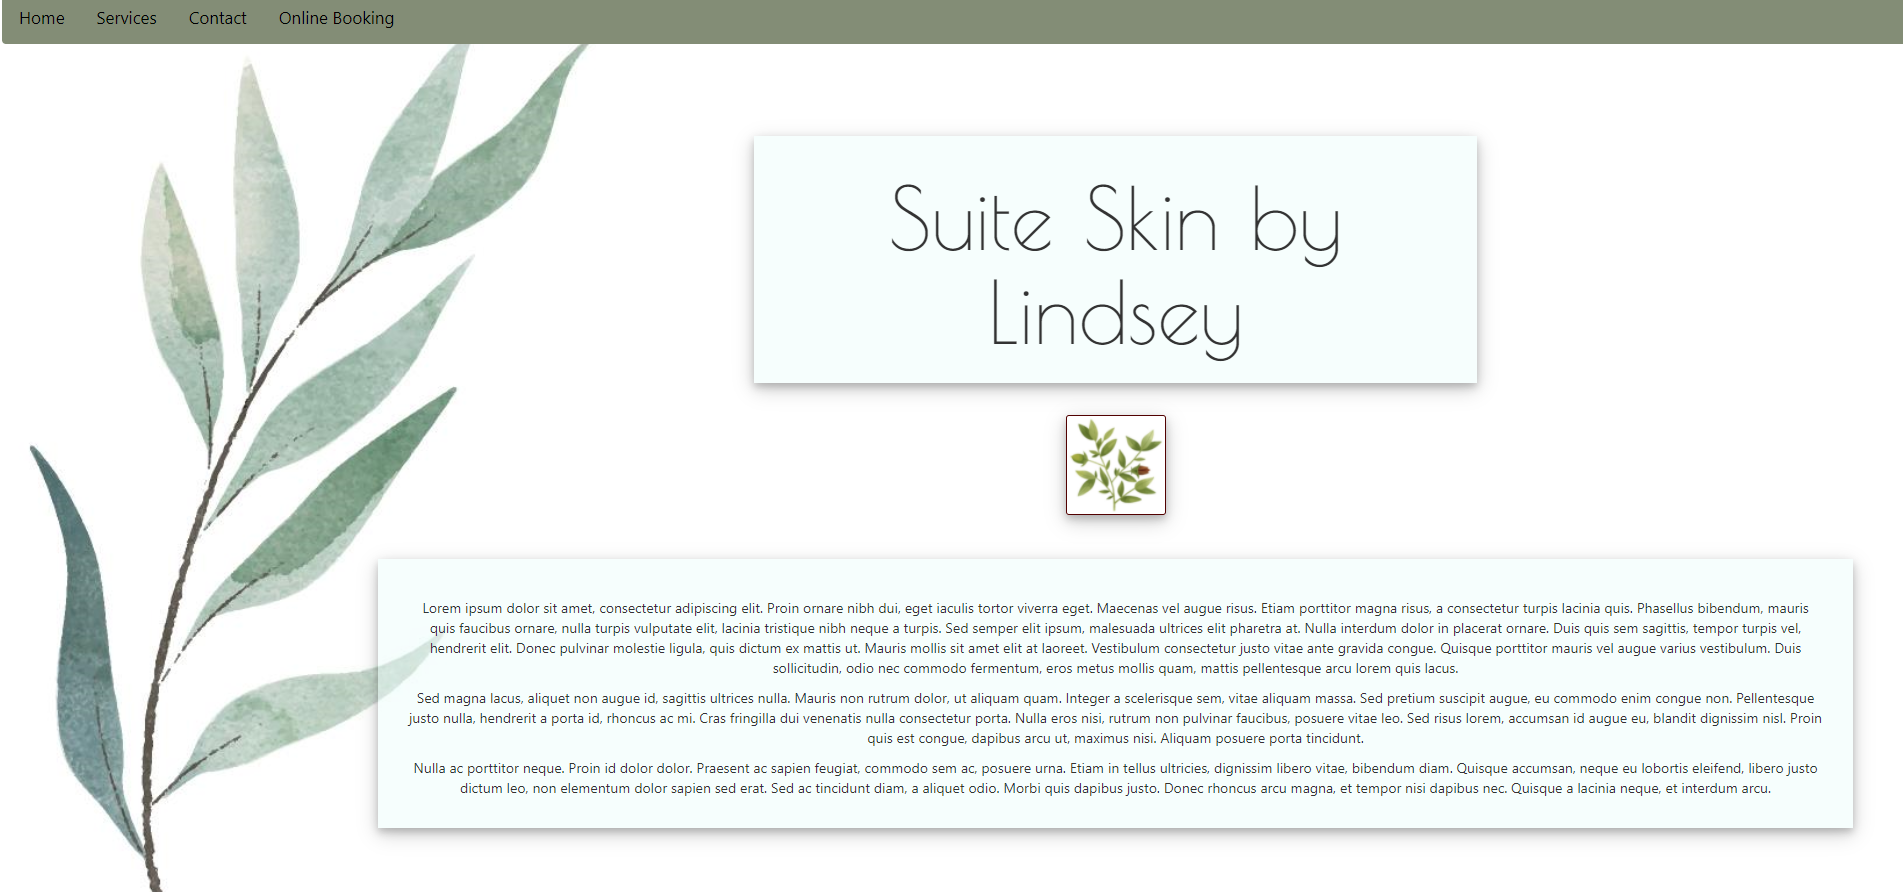 Home Services Contact Online Booking
Suite Skin by
Lindsey
Lorem ipsum dolor sit amet, consectetur adipiscing elit. Proin ornare nibh dui, eget iaculis tortor viverra eget. Maecenas vel augue risus. Etiam porttitor magna risus, a consectetur turpis lacinia quis. Phasellus bibendum, mauris
quis faucibus ornare, nulla turpis vulputate elit, lacinia tristique nibh neque a turpis. Sed semper elit ipsum, malesuada ultrices elit pharetra at. Nulla interdum dolor in placerat ornare. Duis quis sem sagittis, tempor turpis vel,
hendrerit elit. Donec pulvinar molestie ligula, quis dictum ex mattis ut. Mauris mollis sit amet elit at laoreet. Vestibulum consectetur justo vitae ante gravida congue. Quisque porttitor mauris vel augue varius vestibulum. Duis
sollicitudin, odio nec commodo fermentum, eros metus mollis quam, mattis pellentesque arcu lorem quis lacus.
Sed magna lacus, aliquet non augue id, sagittis ultrices nulla. Mauris non rutrum dolor, ut aliquam quam. Integer a scelerisque sem, vitae aliquam massa. Sed pretium suscipit augue, eu commodo enim congue non. Pellentesque
justo nulla, hendrerit a porta id, rhoncus ac mi. Cras fringilla dui venenatis nulla consectetur porta. Nulla eros nisi, rutrum non pulvinar faucibus, posuere vitae leo. Sed risus lorem, accumsan id augue eu, blandit dignissim nisl. Proin
quis est congue, dapibus arcu ut, maximus nisi. Aliquam posuere porta tincidunt.
Nulla ac porttitor neque. Proin id dolor dolor. Praesent ac sapien feugiat, commodo sem ac, posuere urna. Etiam in tellus ultricies, dignissim libero vitae, bibendum diam. Quisque accumsan, neque eu lobortis eleifend, libero justo
dictum leo, non elementum dolor sapien sed erat. Sed ac tincidunt diam, a aliquet odio. Morbi quis dapibus justo. Donec rhoncus arcu magna, et tempor nisi dapibus nec. Quisque a lacinia neque, et interdum arcu.